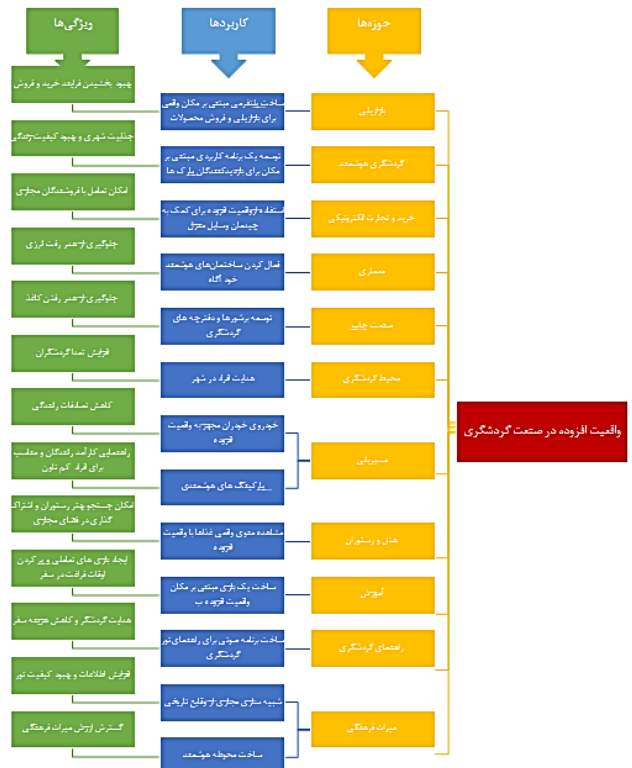 حوزه‌ها
کاربردها
ویژگی‌ها
واقعیت افزوده در صنعت گردشگری
بازاریابی
ساخت پلتفرمی مبتنی بر مکان واقعی
برای بازاریابی و فروش محصولات
بهبود بخشیدن فرایند خرید و فروش
گردشگری هوشمند
توسعه یک برنامه کاربردی مبتنی بر
مکان برای بازدیدکنندگان پارک ها
جذابیت شهری و بهبود کیفیت زندگی
خرید و تجارت الکترونیکی
استفاده از واقعیت افزوده برای کمک به
چیدمان وسایل منزل
امکان تعامل با فروشندگان مجازی
معماری
فعال کردن ساختمان‌های هوشمند
خود آگاه
جلوگیری از هدر رفت انرژی
صنعت چاپ
توسعه برشورها و دفترچه های
گردشگری
جلوگیری از هدر رفتن کاغذ
محیط گردشگری
هدایت افراد در شهر
افزایش تعداد گردشگران
مسیریابی
خودروی خودران مجهز به واقعیت
افزوده
کاهش تصادفات رانندگی
پارکینگ های هوشمندی
راهنمایی کارآمد رانندگان و متناسب
برای افراد کم توان
هتل و رستوران
مشاهده منوی واقعی غذاها با واقعیت
افزوده
امکان جستجو بهتر رستوران و اشتراک
گذاری در فضای مجازی
آموزش
ساخت یک بازی مبتنی بر مکان
واقعیت افزوده ب
ایجاد بازی های تعاملی و پر کردن
اوقات فراغت در سفر
راهنمای گردشگری
ساخت برنامه صوتی برای راهنمای تور
گردشگری
هدایت گردشگر و کاهش هزینه سفر
میراث فرهنگی
شبیه سازی مجازی از وقایع تاریخی
افزایش اطلاعات و بهبود کیفیت تور
ساخت محوطه هوشمند
گسترش ارزش میراث فرهنگی